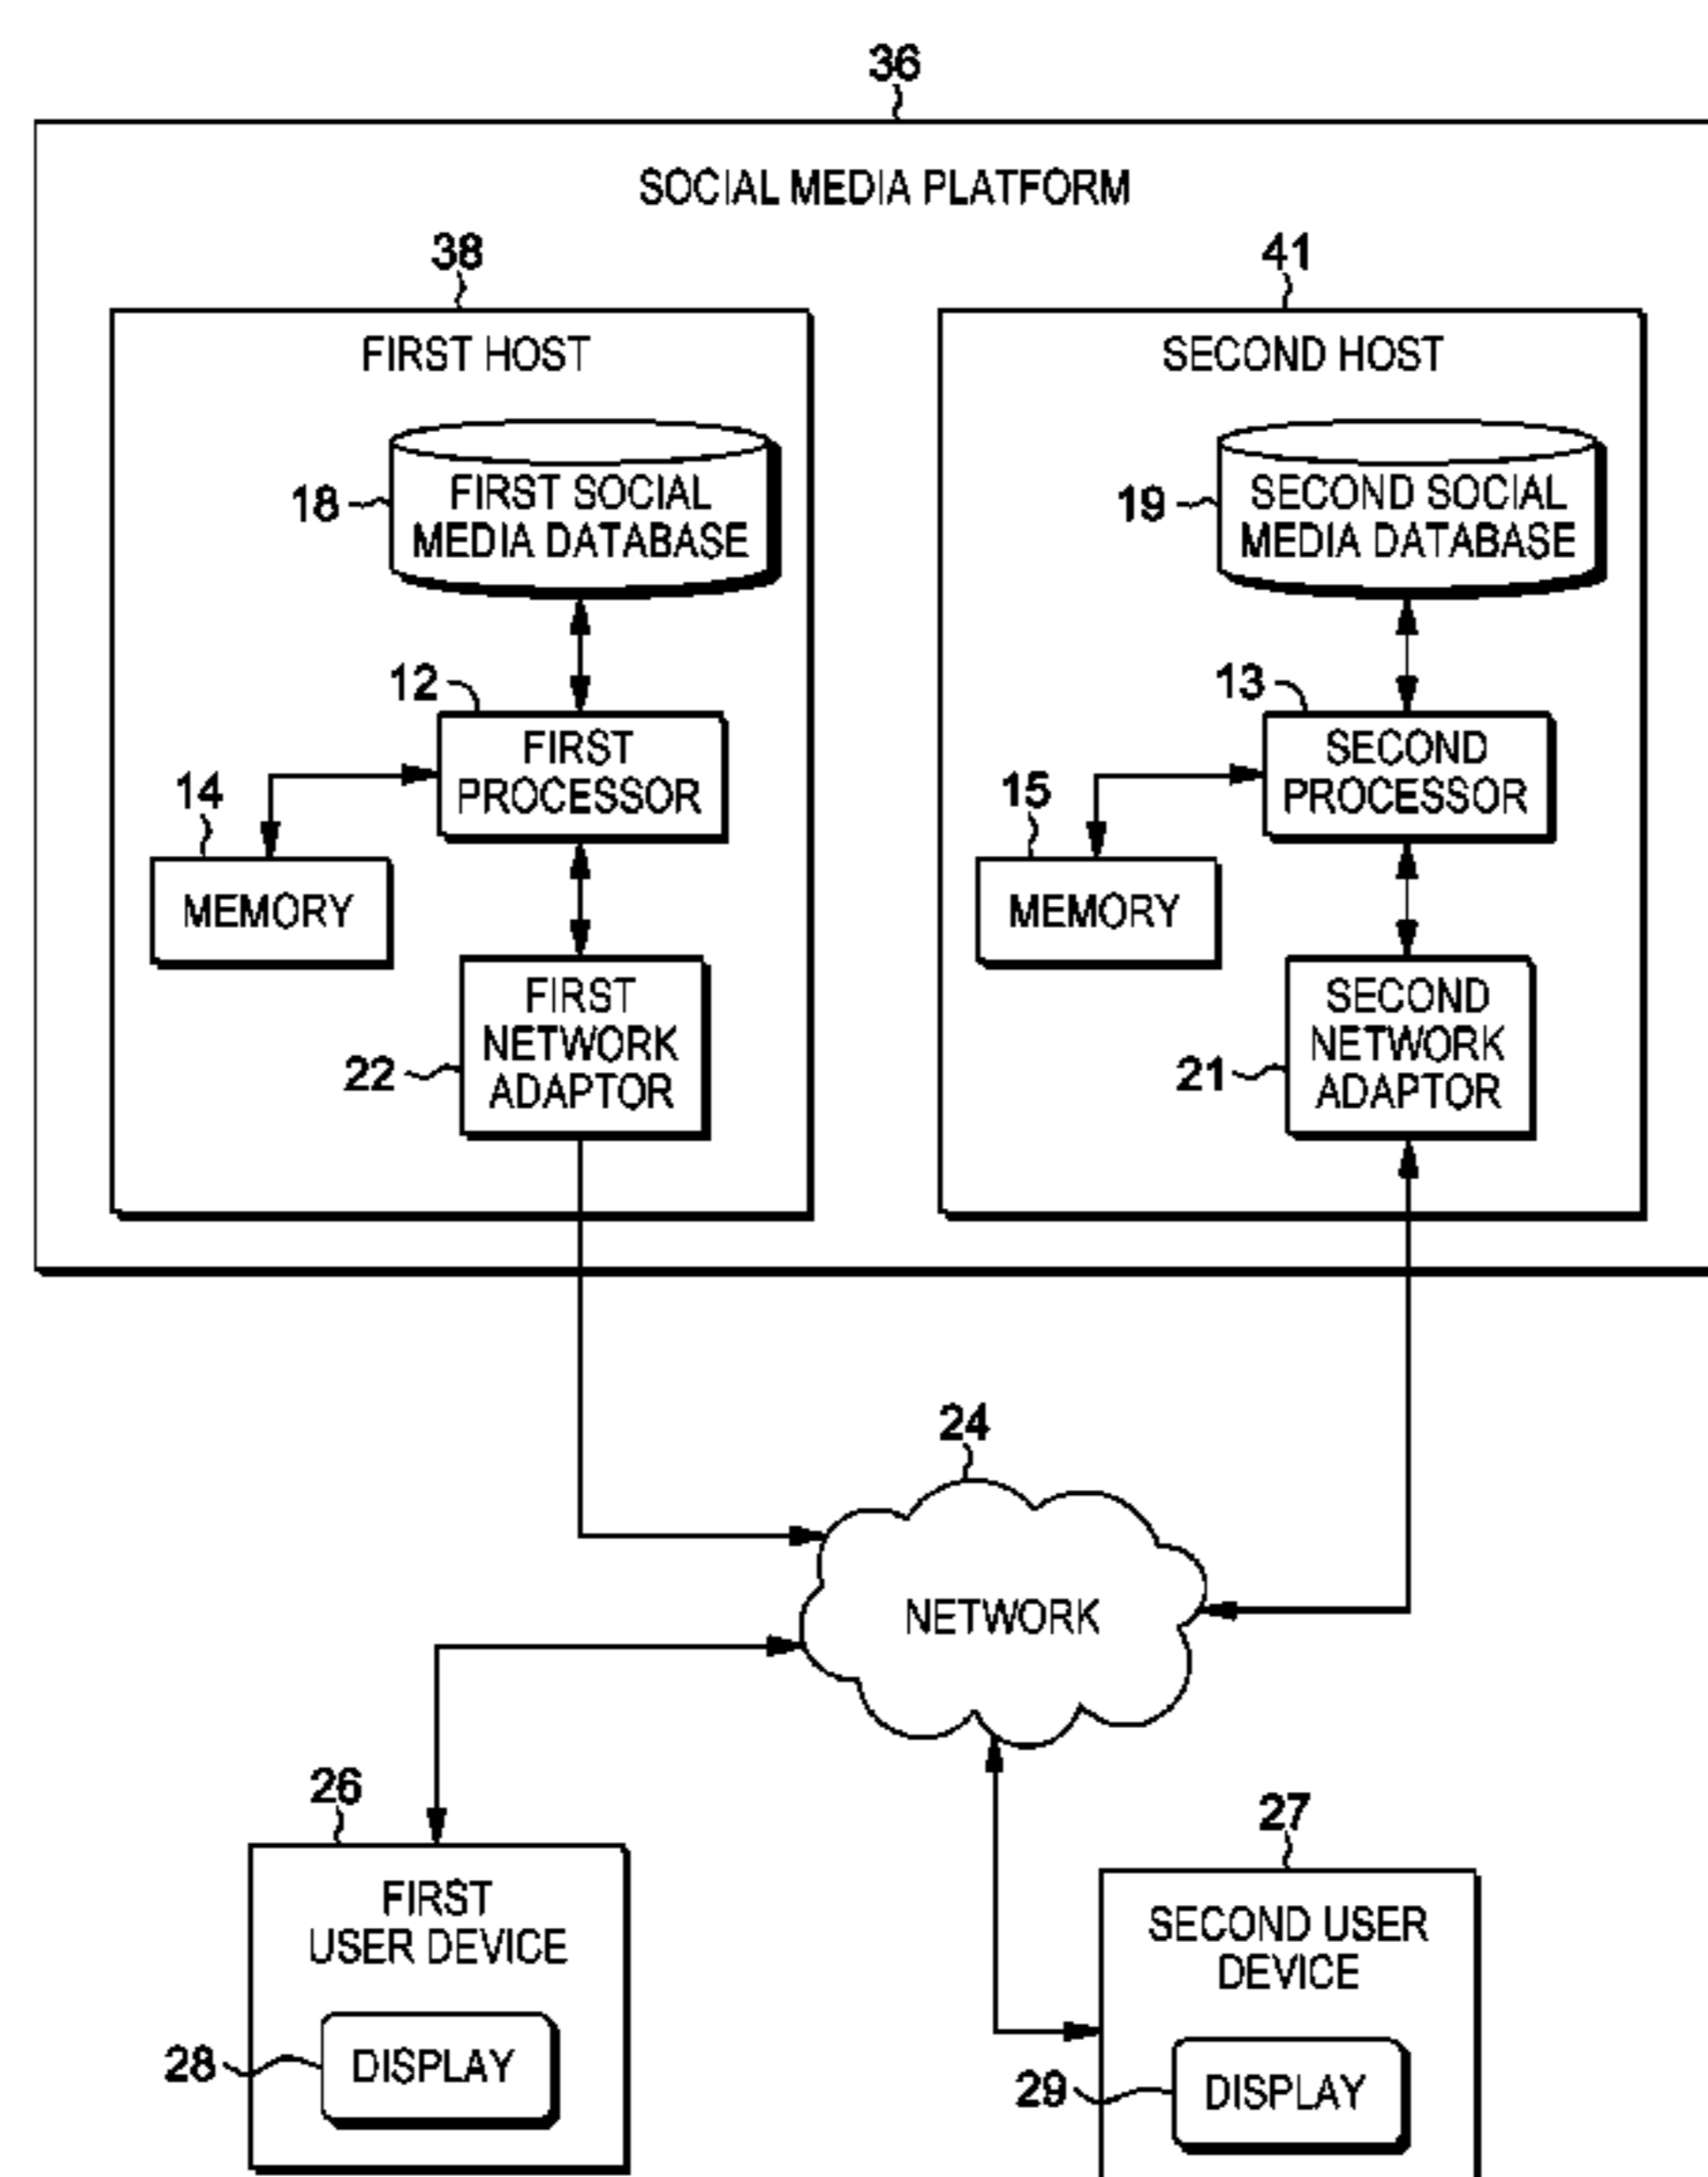 36
SOCIAL MEDIA PLATFORM
38
FIRST HOST
18
FIRST SOCIAL
MEDIA DATABASE
12
FIRST
PROCESSOR
14
MEMORY
22
FIRST
NETWORK
ADAPTOR
41
SECOND HOST
19
SECOND SOCIAL
MEDIA DATABASE
13
SECOND
PROCESSOR
15
MEMORY
21
SECOND
NETWORK
ADAPTOR
24
NETWORK
26
FIRST
USER DEVICE
28
DISPLAY
27
SECOND USER
DEVICE
29
DISPLAY